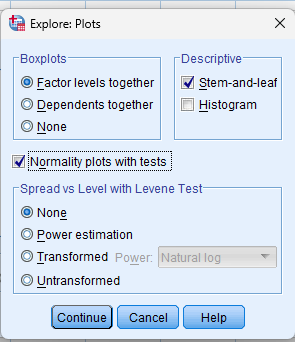 Explore: Plots
Boxplots
Factor levels together
Dependents together
None
Descriptive
Stem-and-leaf
Histogram
Normality plots with tests
Spread vs Level with Levene Test
None
Power estimation
Transformed Power: Natural log
Untransformed
Continue Cancel Help